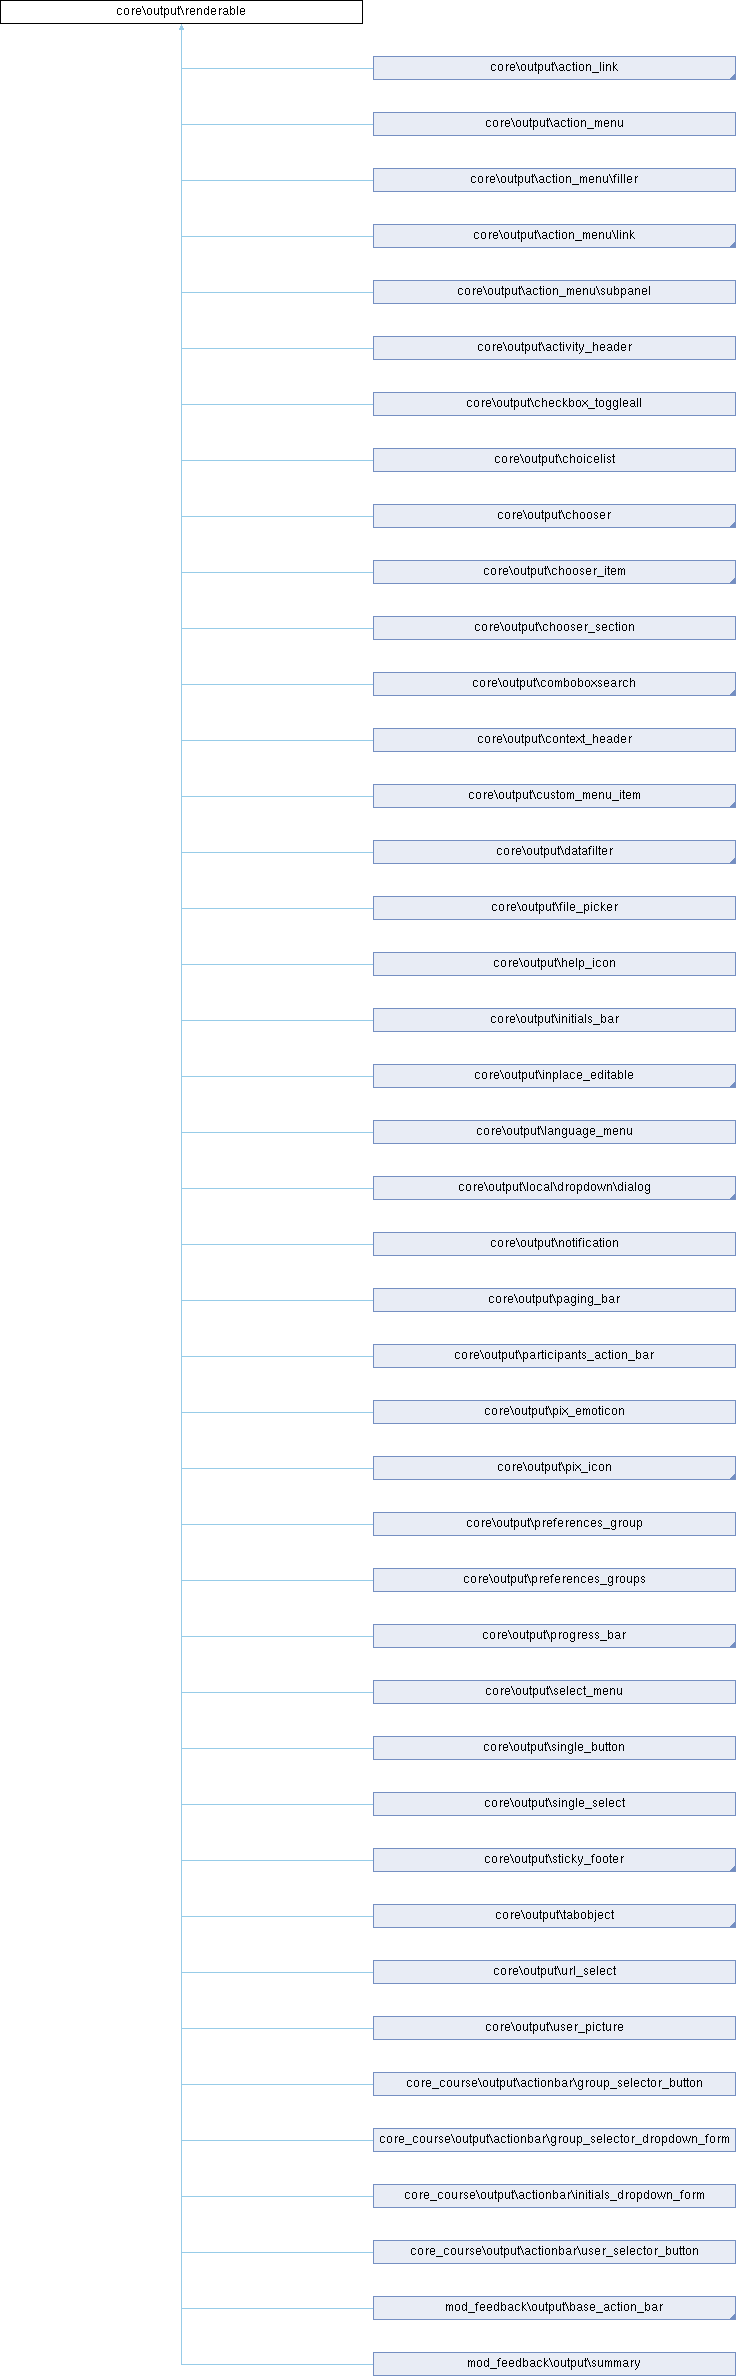 core\output\renderable
core\output\action_link
core\output\action_menu
core\output\action_menu\filler
core\output\action_menu\link
core\output\action_menu\subpanel
core\output\activity_header
core\output\checkbox_toggleall
core\output\choicelist
core\output\chooser
core\output\chooser_item
core\output\chooser_section
core\output\comboboxsearch
core\output\context_header
core\output\custom_menu_item
core\output\datafilter
core\output\file_picker
core\output\help_icon
core\output\initials_bar
core\output\inplace_editable
core\output\language_menu
core\output\local\dropdown\dialog
core\output\notification
core\output\paging_bar
core\output\participants_action_bar
core\output\pix_emoticon
core\output\pix_icon
core\output\preferences_group
core\output\preferences_groups
core\output\progress_bar
core\output\select_menu
core\output\single_button
core\output\single_select
core\output\sticky_footer
core\output\tabobject
core\output\url_select
core\output\user_picture
core_course\output\actionbar\group_selector_button
core_course\output\actionbar\group_selector_dropdown_form
core_course\output\actionbar\initials_dropdown_form
core_course\output\actionbar\user_selector_button
mod_feedback\output\base_action_bar
mod_feedback\output\summary